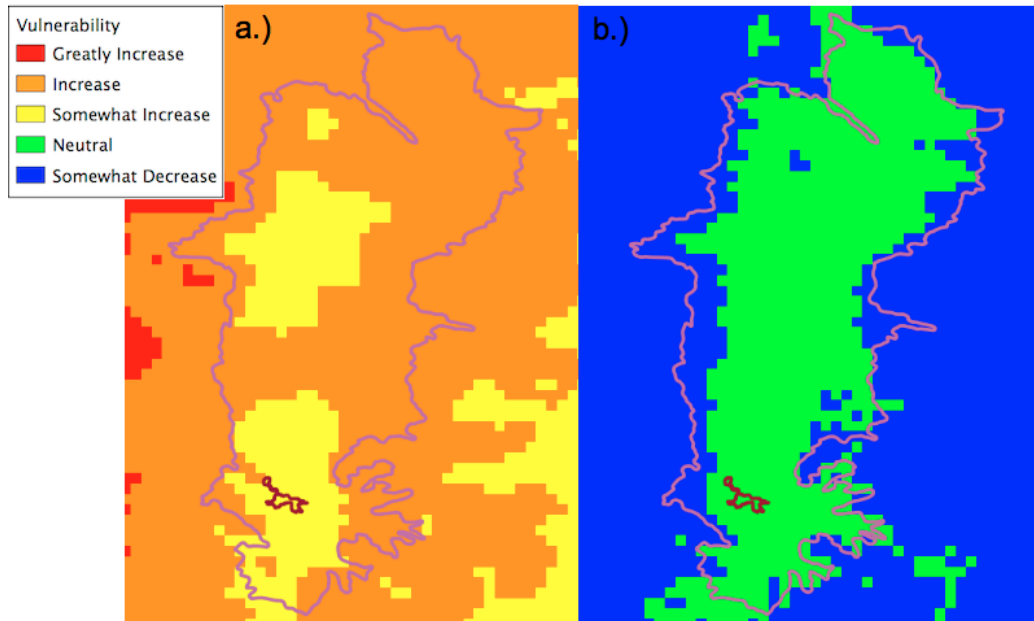 Vulnerability
Greatly Increase
Increase
Somewhat Increase
Neutral
Somewhat Decrease
a.)
b.)